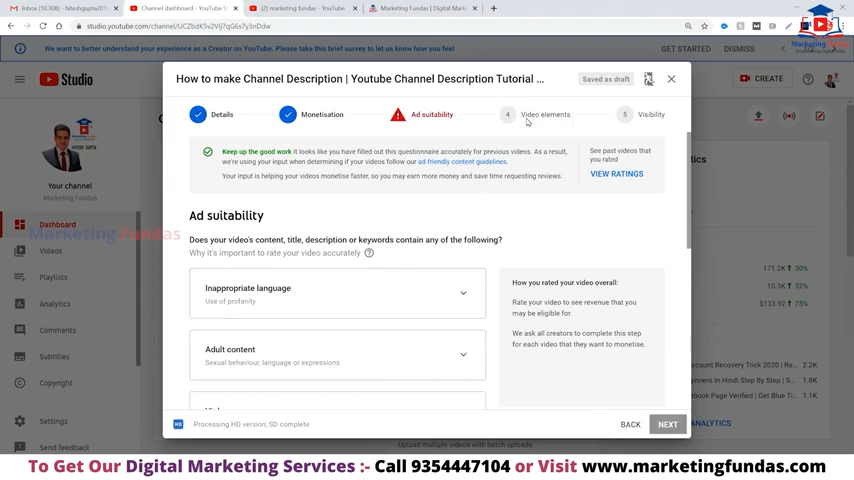 Inbox (10,308) - hiteshgupta201
Channel dashboard - YouTube St
(2) marketing fundas - YouTube
Marketing Fundas | Digital Mark
studio.youtube.com/channel/UCZbdK5v2Vij7qG6s7y3nDdw
We want to better understand your experience as a Creator on YouTube. Please take this brief survey to let us know how you feel
GET STARTED
DISMISS
Studio
CREATE
How to make Channel Description | Youtube Channel Description Tutorial ...
Saved as draft
Details
Monetisation
Ad suitability
4 Video elements
5 Visibility
Keep up the good work It looks like you have filled out this questionnaire accurately for previous videos. As a result,
we're using your input when determining if your videos follow our ad-friendly content guidelines.
Your input is helping your videos monetise faster, so you may earn more money and save time requesting reviews.
See past videos that
you rated
VIEW RATINGS
Your channel
Marketing Fundas
Dashboard
Videos
Playlists
Analytics
Comments
Subtitles
Copyright
Settings
Send feedback
Marketing Fundas
Ad suitability
Does your video's content, title, description or keywords contain any of the following?
Why it's important to rate your video accurately
Inappropriate language
Use of profanity
Adult content
Sexual behaviour, language or expressions
How you rated your video overall:
Rate your video to see revenue that you
may be eligible for.
We ask all creators to complete this step
for each video that they want to monetise.
Processing HD version; SD complete
BACK
NEXT
171.2K 30%
10.3K 32%
$133.92 75%
Account Recovery Trick 2020 | Re... 2.2K
nners In Hindi Step By Step | S... 1.8K
book Page Verified | Get Blue Ti... 1.1K
Upload multiple videos with batch uploads
To Get Our Digital Marketing Services :- Call 9354447104 or Visit www.marketingfundas.com